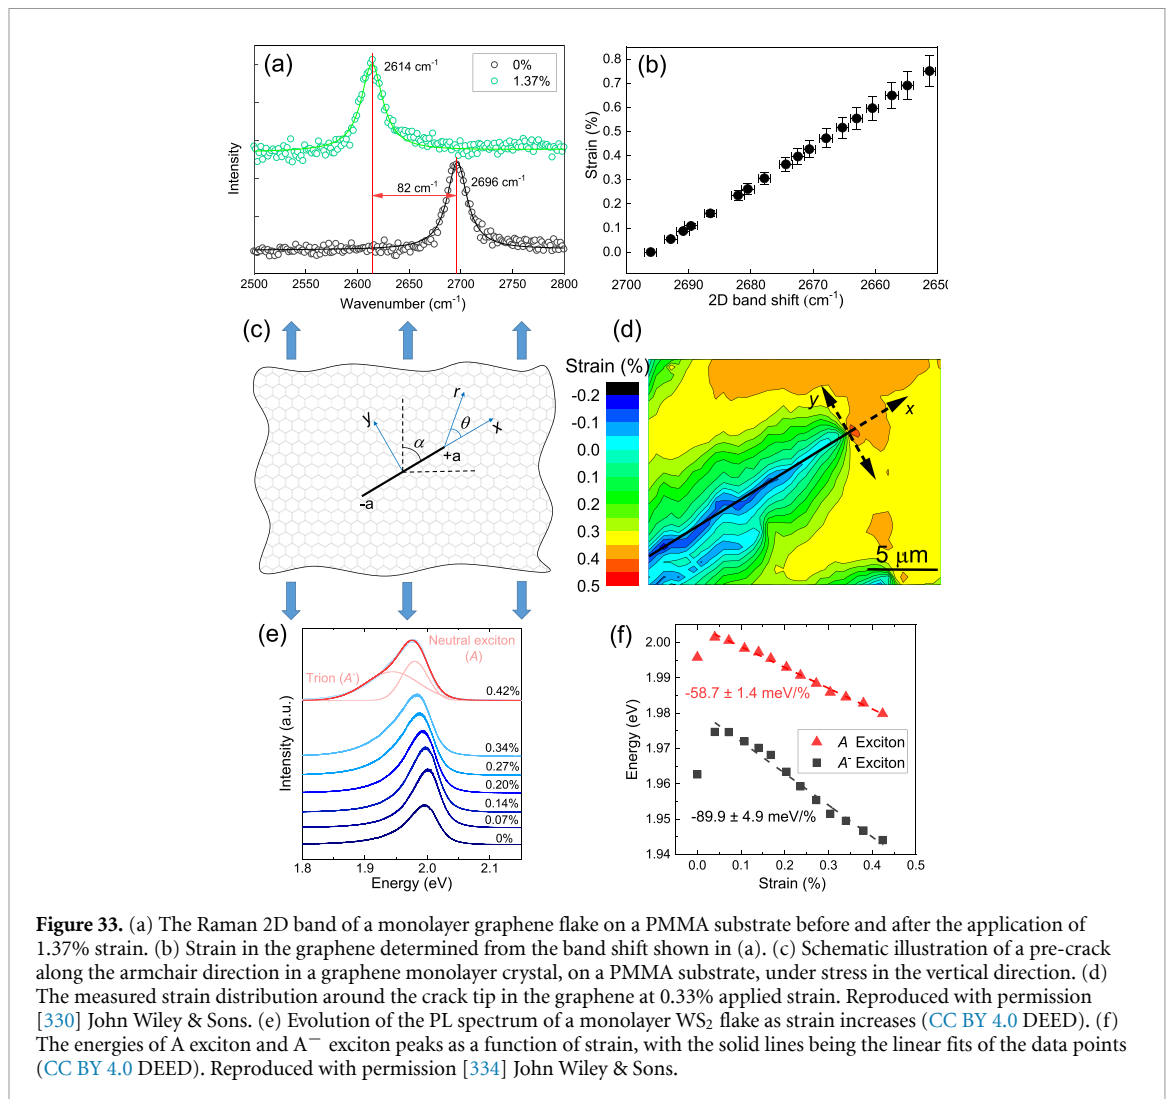 (a)
0%
1.37%
2614 cm⁻¹
82 cm⁻¹
2696 cm⁻¹
Intensity
2500 2550 2600 2650 2700 2750 2800
Wavenumber (cm⁻¹)
(b)
0.8
0.7
0.6
0.5
0.4
0.3
0.2
0.1
0.0
Strain (%)
2700 2690 2680 2670 2660 2650
2D band shift (cm⁻¹)
(c)
r
y
θ
x
α
+a
-a
(d)
Strain (%)
-0.2
-0.1
0.0
0.1
0.2
0.3
0.4
0.5
y
x
5 μm
(e)
Neutral exciton
(A)
Trion (A⁻)
0.42%
0.34%
0.27%
0.20%
0.14%
0.07%
0%
Intensity (a.u.)
1.8 1.9 2.0 2.1
Energy (eV)
(f)
2.00
1.99
1.98
1.97
1.96
1.95
1.94
Energy (eV)
-58.7 ± 1.4 meV/%
A Exciton
A⁻ Exciton
-89.9 ± 4.9 meV/%
0.0 0.1 0.2 0.3 0.4 0.5
Strain (%)
Figure 33. (a) The Raman 2D band of a monolayer graphene flake on a PMMA substrate before and after the application of
1.37% strain. (b) Strain in the graphene determined from the band shift shown in (a). (c) Schematic illustration of a pre-crack
along the armchair direction in a graphene monolayer crystal, on a PMMA substrate, under stress in the vertical direction. (d)
The measured strain distribution around the crack tip in the graphene at 0.33% applied strain. Reproduced with permission
[330] John Wiley & Sons. (e) Evolution of the PL spectrum of a monolayer WS₂ flake as strain increases (CC BY 4.0 DEED). (f)
The energies of A exciton and A⁻ exciton peaks as a function of strain, with the solid lines being the linear fits of the data points
(CC BY 4.0 DEED). Reproduced with permission [334] John Wiley & Sons.